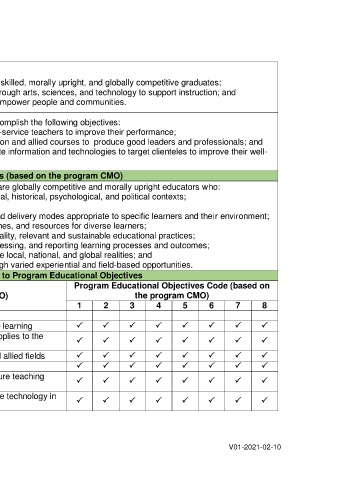 skilled, morally upright, and globally competitive graduates;
rough arts, sciences, and technology to support instruction; and
mpower people and communities.
complish the following objectives:
-service teachers to improve their performance;
on and allied courses to produce good leaders and professionals; and
te information and technologies to target clienteles to improve their well-
s (based on the program CMO)
are globally competitive and morally upright educators who:
al, historical, psychological, and political contexts;
nd delivery modes appropriate to specific learners and their environment;
nes, and resources for diverse learners;
ality, relevant and sustainable educational practices;
essing, and reporting learning processes and outcomes;
e local, national, and global realities; and
gh varied experiential and field-based opportunities.
to Program Educational Objectives
Program Educational Objectives Code (based on
O) the program CMO)
1 2 3 4 5 6 7 8
learning ✓ ✓ ✓ ✓ ✓ ✓ ✓ ✓
pplies to the ✓ ✓ ✓ ✓ ✓ ✓ ✓ ✓
d allied fields ✓ ✓ ✓ ✓ ✓ ✓ ✓ ✓
✓ ✓ ✓ ✓ ✓ ✓ ✓ ✓
ure teaching ✓ ✓ ✓ ✓ ✓ ✓ ✓ ✓
e technology in ✓ ✓ ✓ ✓ ✓ ✓ ✓ ✓
V01-2021-02-10